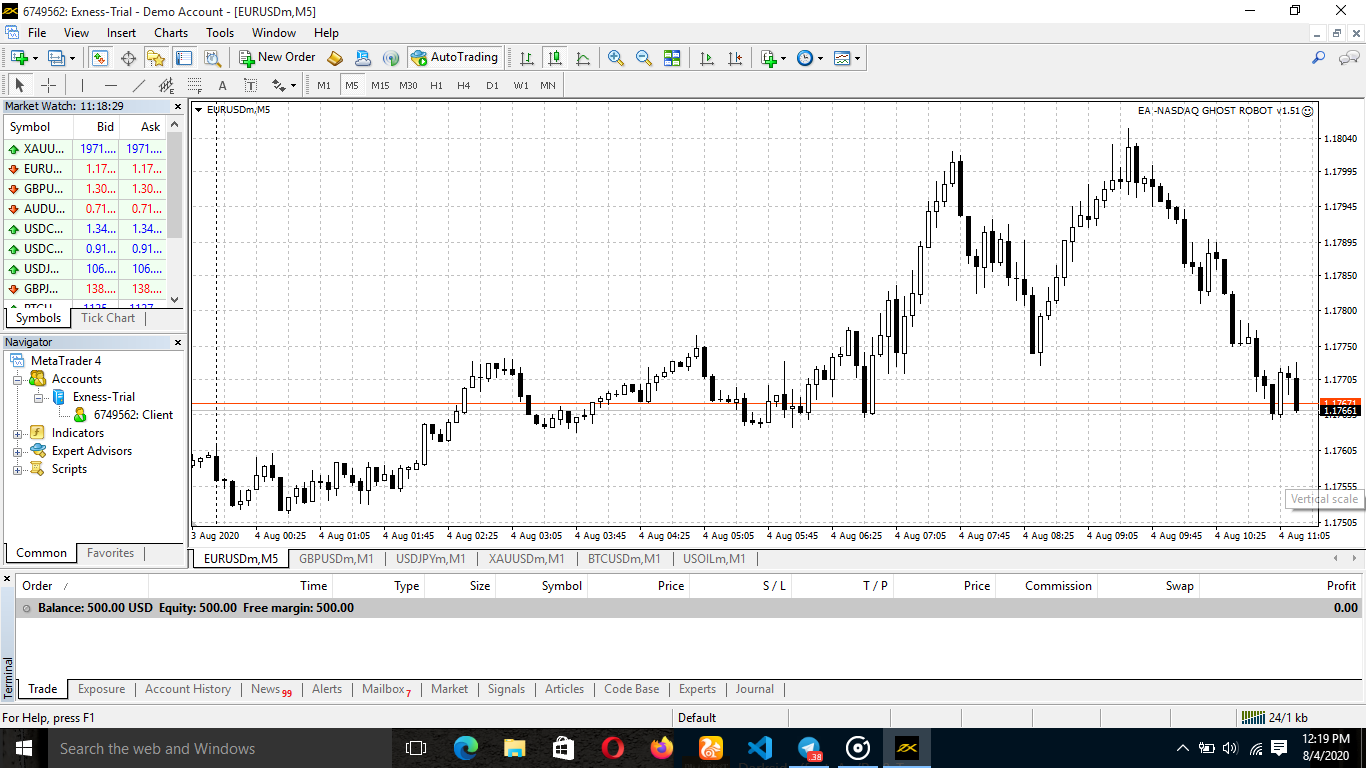 6749562: Exness-Trial - Demo Account - [EURUSDm,M5]
File View Insert Charts Tools Window Help
New Order AutoTrading
A T M1 M5 M15 M30 H1 H4 D1 W1 MN
Market Watch: 11:18:29
Symbol Bid Ask
XAUU... 1971.... 1971....
EURU... 1.17... 1.17...
GBPU... 1.30... 1.30...
AUDU... 0.71... 0.71...
USDC... 1.34... 1.34...
USDC... 0.91... 0.91...
USDJ... 106.... 106....
GBPJ... 138.... 138....
Symbols Tick Chart
Navigator
MetaTrader 4
Accounts
Exness-Trial
6749562: Client
Indicators
Expert Advisors
Scripts
Common Favorites
EURUSDm,M5
EA -NASDAQ GHOST ROBOT v1.51
1.18040
1.17995
1.17945
1.17895
1.17850
1.17800
1.17750
1.17705
1.17671
1.17661
1.17605
1.17555
Vertical scale
1.17505
3 Aug 2020 4 Aug 00:25 4 Aug 01:05 4 Aug 01:45 4 Aug 02:25 4 Aug 03:05 4 Aug 03:45 4 Aug 04:25 4 Aug 05:05 4 Aug 05:45 4 Aug 06:25 4 Aug 07:05 4 Aug 07:45 4 Aug 08:25 4 Aug 09:05 4 Aug 09:45 4 Aug 10:25 4 Aug 11:05
EURUSDm,M5 GBPUSDm,M1 USDJPYm,M1 XAUUSDm,M1 BTCUSDm,M1 USOILm,M1
Order Time Type Size Symbol Price S / L T / P Price Commission Swap Profit
Balance: 500.00 USD Equity: 500.00 Free margin: 500.00 0.00
Terminal
Trade Exposure Account History News 99 Alerts Mailbox 7 Market Signals Articles Code Base Experts Journal
For Help, press F1 Default 24/1 kb
Search the web and Windows
38
12:19 PM
8/4/2020